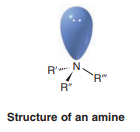 R' N R'''
R''
Structure of an amine